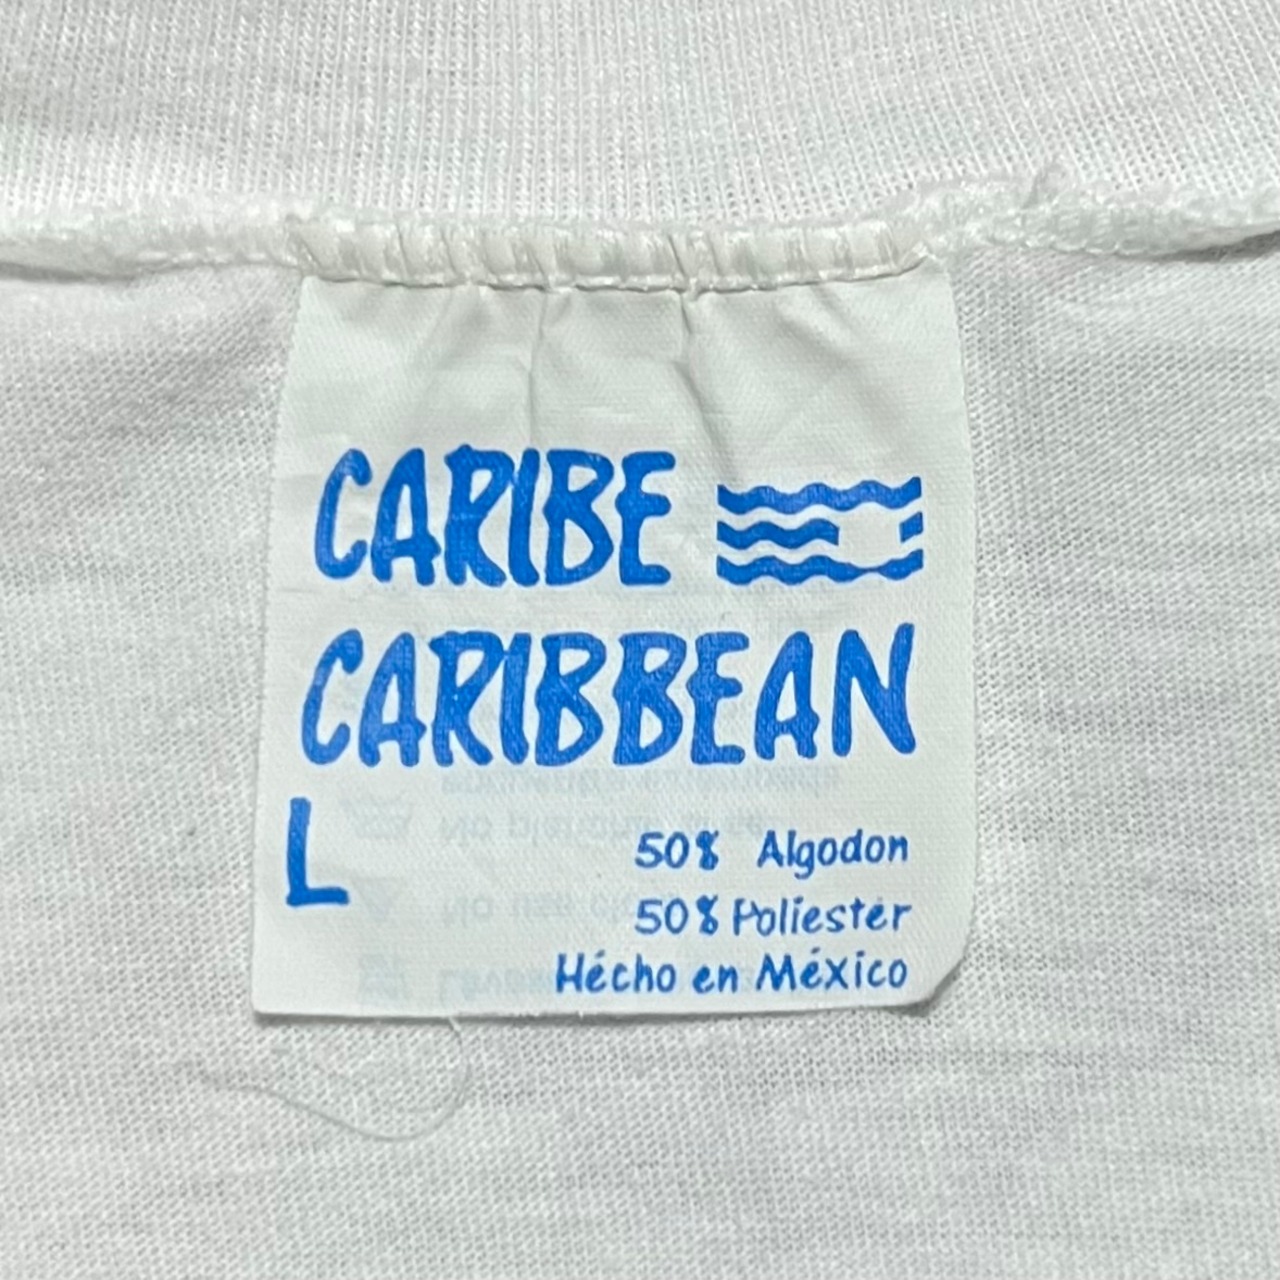 CARIBE
CARIBBEAN
L
50% Algodon
50% Poliester
Hécho en México